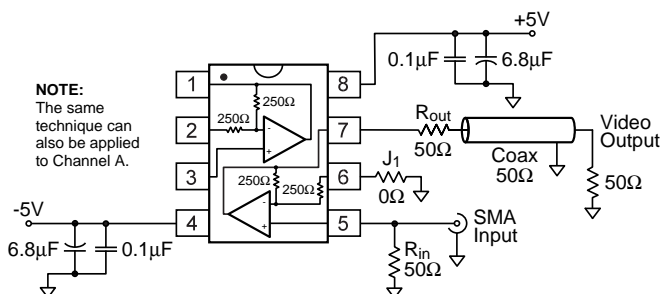 +5V
0.1µF
6.8µF
NOTE:
The same
technique can
also be applied
to Channel A.
1
8
250Ω
250Ω
-
+
2
7
Rout
50Ω
Coax
50Ω
Video
Output
50Ω
3
6
J1
0Ω
250Ω
250Ω
-
+
4
5
SMA
Input
Rin
50Ω
-5V
6.8µF
0.1µF